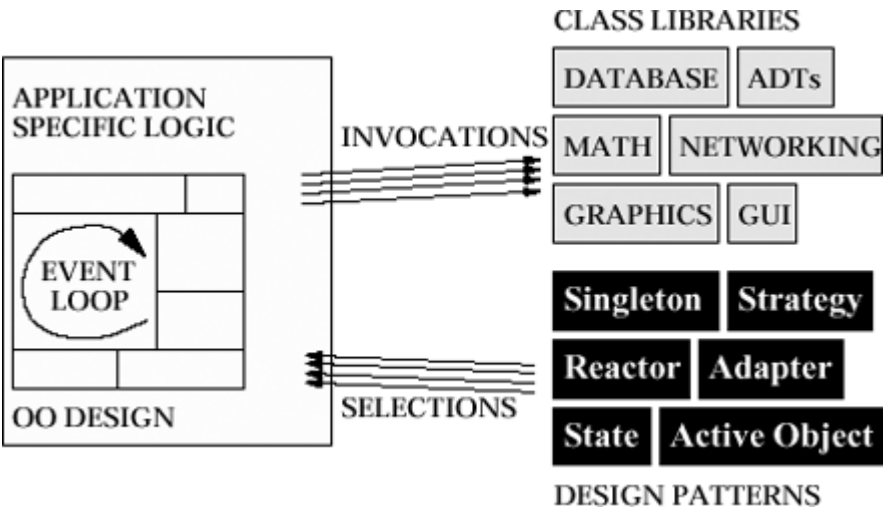 CLASS LIBRARIES
DATABASE
ADTs
APPLICATION
SPECIFIC LOGIC
INVOCATIONS
MATH
NETWORKING
GRAPHICS
GUI
EVENT
LOOP
Singleton
Strategy
Reactor
Adapter
SELECTIONS
OO DESIGN
State
Active Object
DESIGN PATTERNS